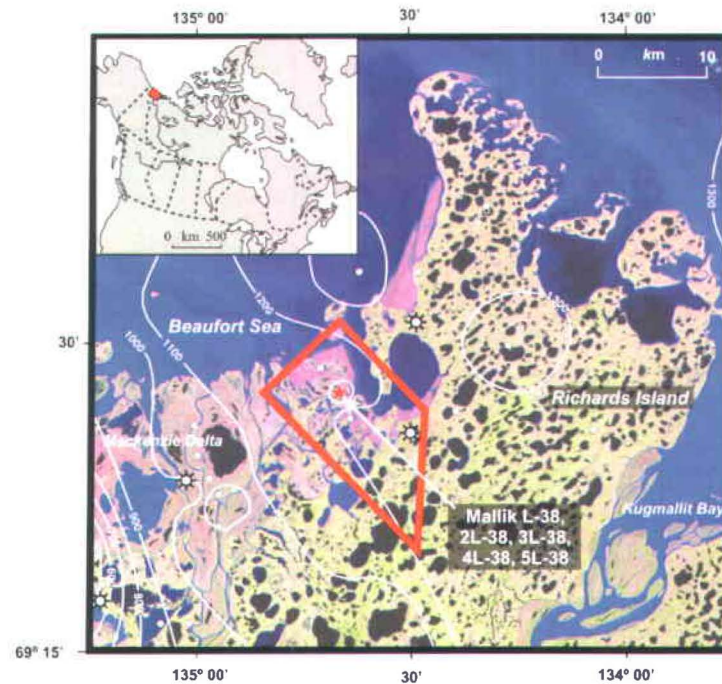 135° 00'
30'
134° 00'
0 km 10
0 km 500
1300
1200
1300
Beaufort Sea
1000
1100
30'
Richards Island
Mackenzie Delta
Kugmallit Bay
Mallik L-38,
2L-38, 3L-38,
4L-38, 5L-38
900
69° 15'
135° 00'
30'
134° 00'